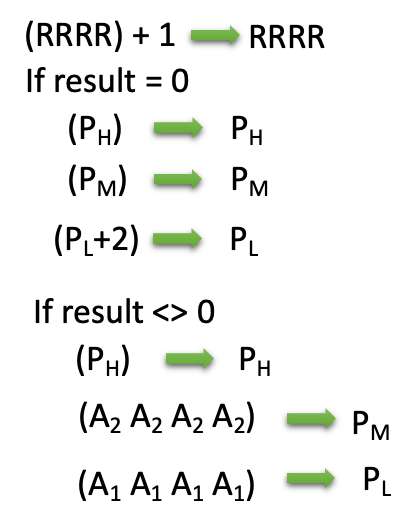 (RRRR) + 1 → RRRR
If result = 0
(P_H) → P_H
(P_M) → P_M
(P_L+2) → P_L
If result <> 0
(P_H) → P_H
(A_2 A_2 A_2 A_2) → P_M
(A_1 A_1 A_1 A_1) → P_L